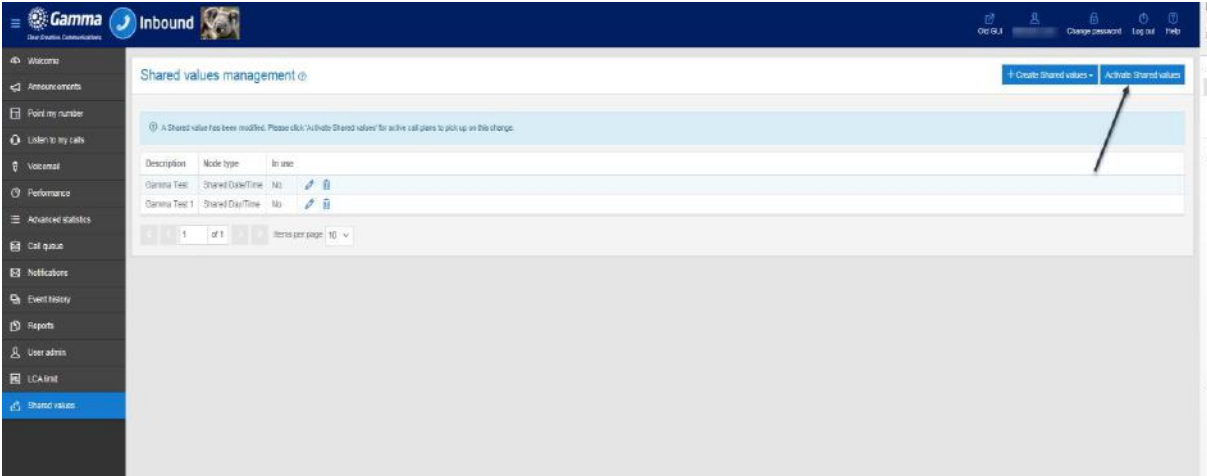 Gamma
Inbound
Old GUI
Change password
Log out
Help
Welcome
Announcements
Point my number
Listen to my calls
Voicemail
Performance
Advanced statistics
Call queue
Notifications
Event history
Reports
User admin
LCA limit
Shared values
Shared values management
+ Create Shared values
Activate Shared values
A Shared value has been modified. Please click 'Activate Shared values' for active call plans to pick up on this change.
Description Node type In use
Gamma Test Shared Date/Time No
Gamma Test 1 Shared Day/Time No
1 of 1 Items per page 10